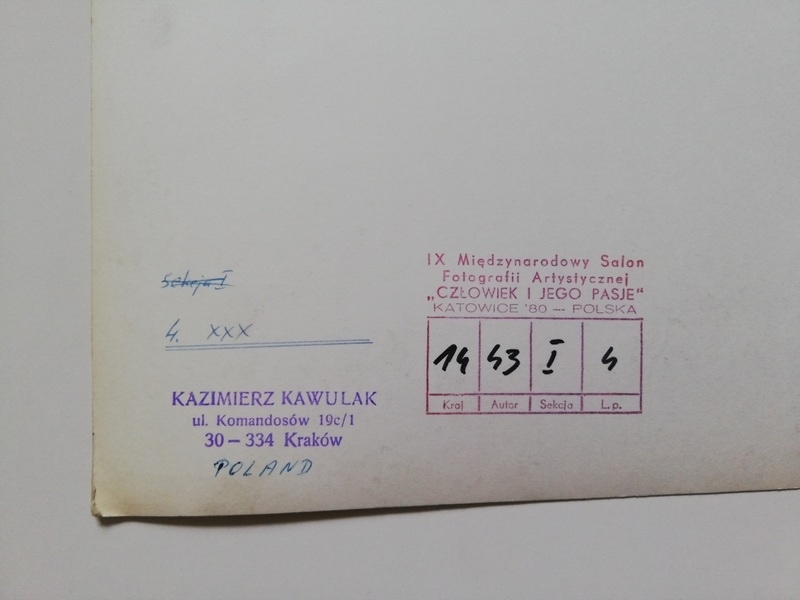 Sekcja I
4. XXX
KAZIMIERZ KAWULAK
ul. Komandosów 19c/1
30 – 334 Kraków
POLAND
IX Międzynarodowy Salon
Fotografii Artystycznej
„CZŁOWIEK I JEGO PASJE“
KATOWICE '80 — POLSKA
14 43 I 4
Kraj Autor Sekcja L.p.